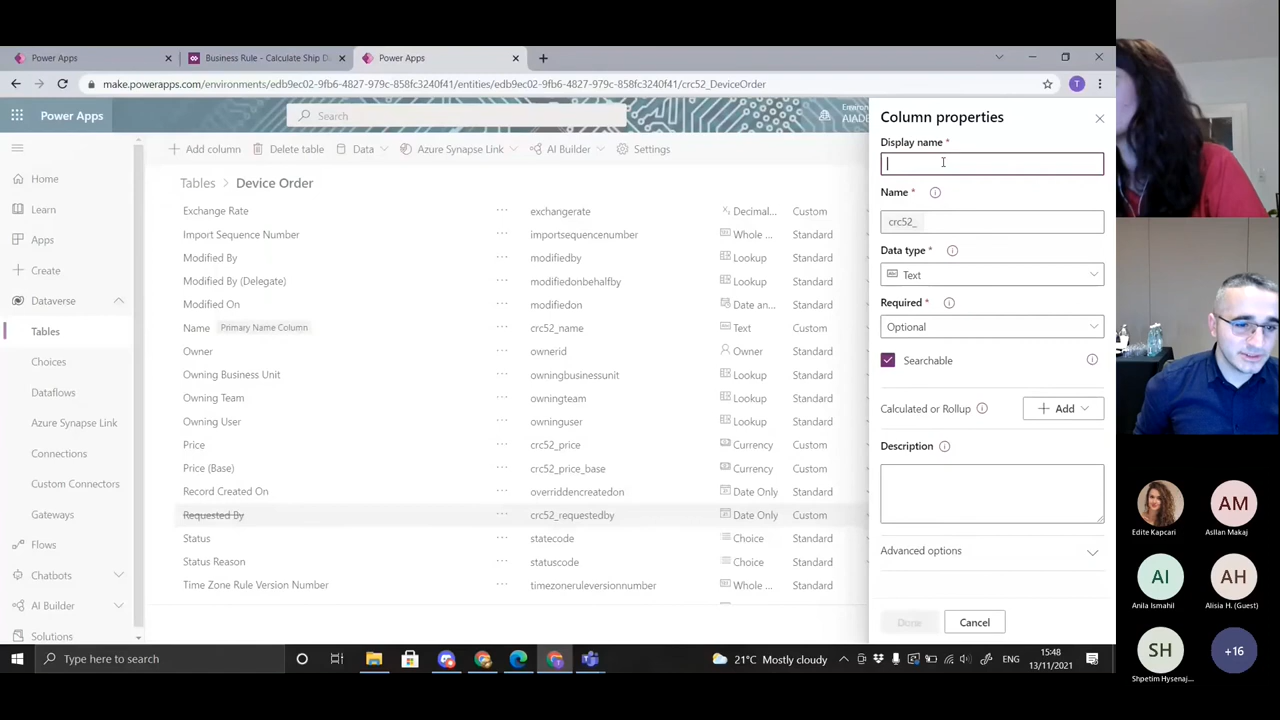 Power Apps
Business Rule - Calculate Ship D
Power Apps
make.powerapps.com/environments/edb9ec02-9fb6-4827-979c-858fc3240f41/entities/crc52_DeviceOrder
T
Power Apps
Search
Environ
AIADE
Add column
Delete table
Data
Azure Synapse Link
AI Builder
Settings
Home
Learn
Apps
Create
Dataverse
Tables
Choices
Dataflows
Azure Synapse Link
Connections
Custom Connectors
Gateways
Flows
Chatbots
AI Builder
Solutions
Tables > Device Order
Exchange Rate ... exchangerate Decimal... Custom
Import Sequence Number ... importsequencenumber Whole ... Standard
Modified By ... modifiedby Lookup Standard
Modified By (Delegate) ... modifiedonbehalfby Lookup Standard
Modified On ... modifiedon Date an... Standard
Name Primary Name Column ... crc52_name Text Custom
Owner ... ownerid Owner Standard
Owning Business Unit ... owningbusinessunit Lookup Standard
Owning Team ... owningteam Lookup Standard
Owning User ... owninguser Lookup Standard
Price ... crc52_price Currency Custom
Price (Base) ... crc52_price_base Currency Custom
Record Created On ... overriddencreatedon Date Only Standard
Requested By ... crc52_requestedby Date Only Custom
Status ... statecode Choice Standard
Status Reason ... statuscode Choice Standard
Time Zone Rule Version Number ... timezoneruleversionnumber Whole ... Standard
Column properties
Display name *
Name *
crc52_
Data type *
Abc Text
Required *
Optional
Searchable
Calculated or Rollup
Add
Description
Advanced options
Done
Cancel
Type here to search
21°C Mostly cloudy
ENG
15:48
13/11/2021
Edite Kapcari
AM
Asllan Makaj
AI
Anila Ismahil
AH
Alisia H. (Guest)
SH
Shpetim Hysenaj...
+16